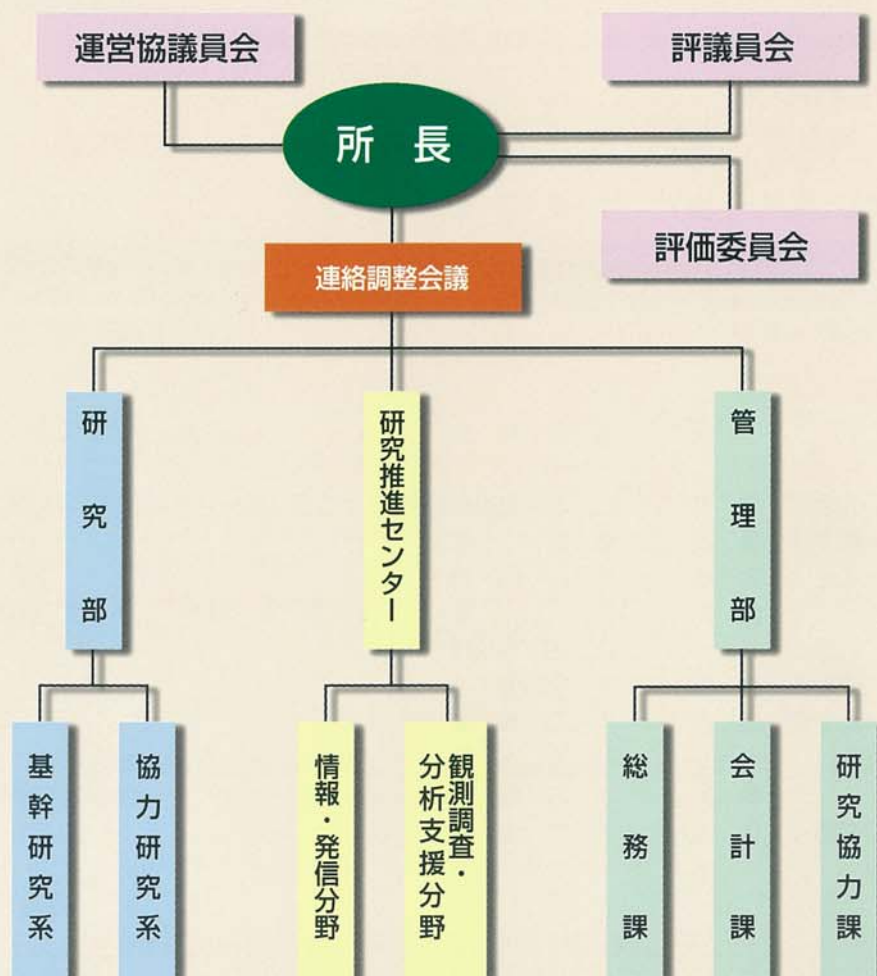 運営協議員会
評議員会
所 長
評価委員会
連絡調整会議
研究部
研究推進センター
管理部
基幹研究系
協力研究系
情報・発信分野
観測調査・
分析支援分野
総務課
会計課
研究協力課